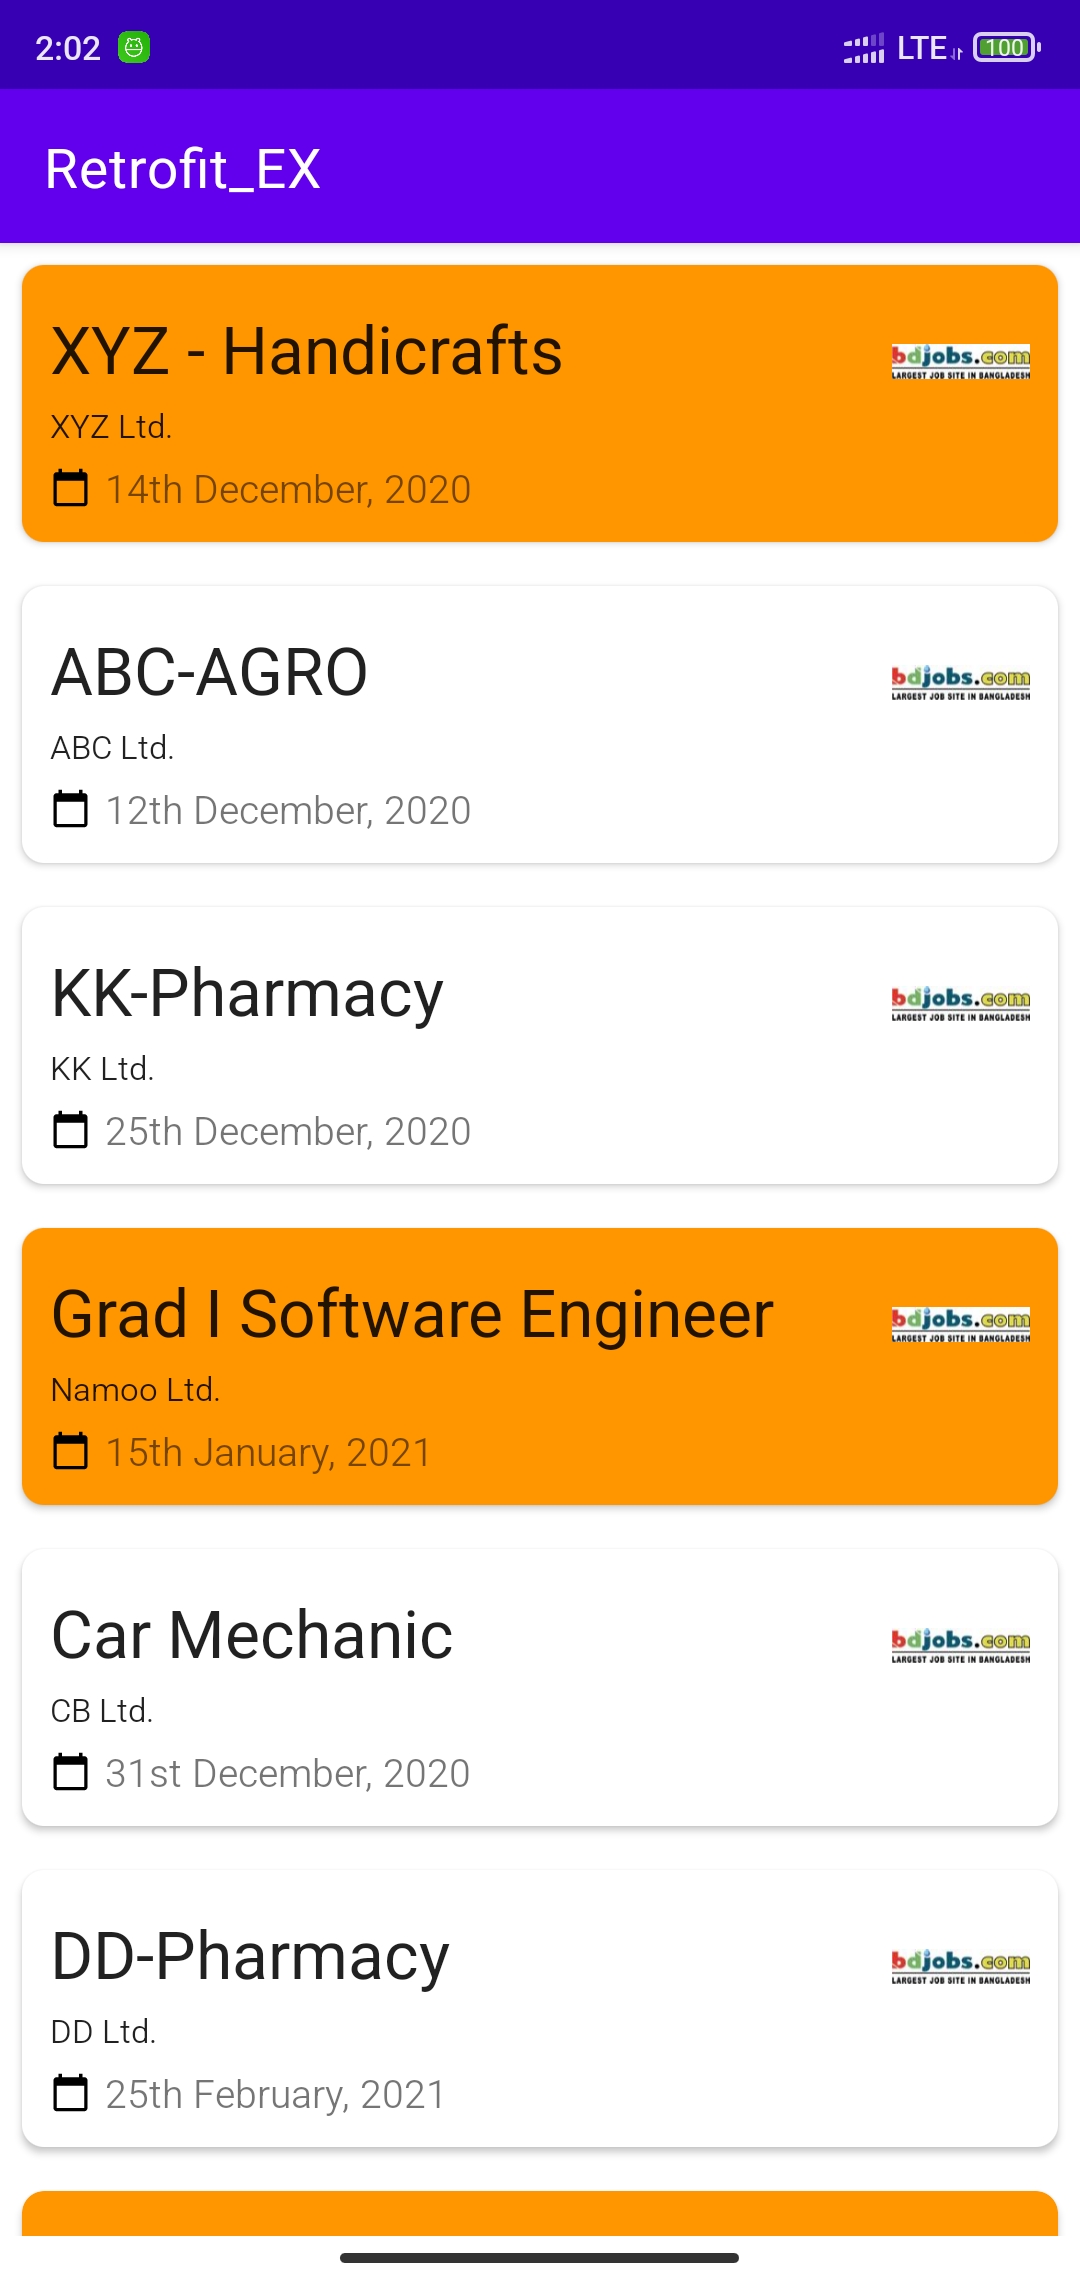 2:02 LTE 100
Retrofit_EX
XYZ - Handicrafts
bdjobs.com
LARGEST JOB SITE IN BANGLADESH
XYZ Ltd.
14th December, 2020
ABC-AGRO
bdjobs.com
LARGEST JOB SITE IN BANGLADESH
ABC Ltd.
12th December, 2020
KK-Pharmacy
bdjobs.com
LARGEST JOB SITE IN BANGLADESH
KK Ltd.
25th December, 2020
Grad I Software Engineer
bdjobs.com
LARGEST JOB SITE IN BANGLADESH
Namoo Ltd.
15th January, 2021
Car Mechanic
bdjobs.com
LARGEST JOB SITE IN BANGLADESH
CB Ltd.
31st December, 2020
DD-Pharmacy
bdjobs.com
LARGEST JOB SITE IN BANGLADESH
DD Ltd.
25th February, 2021